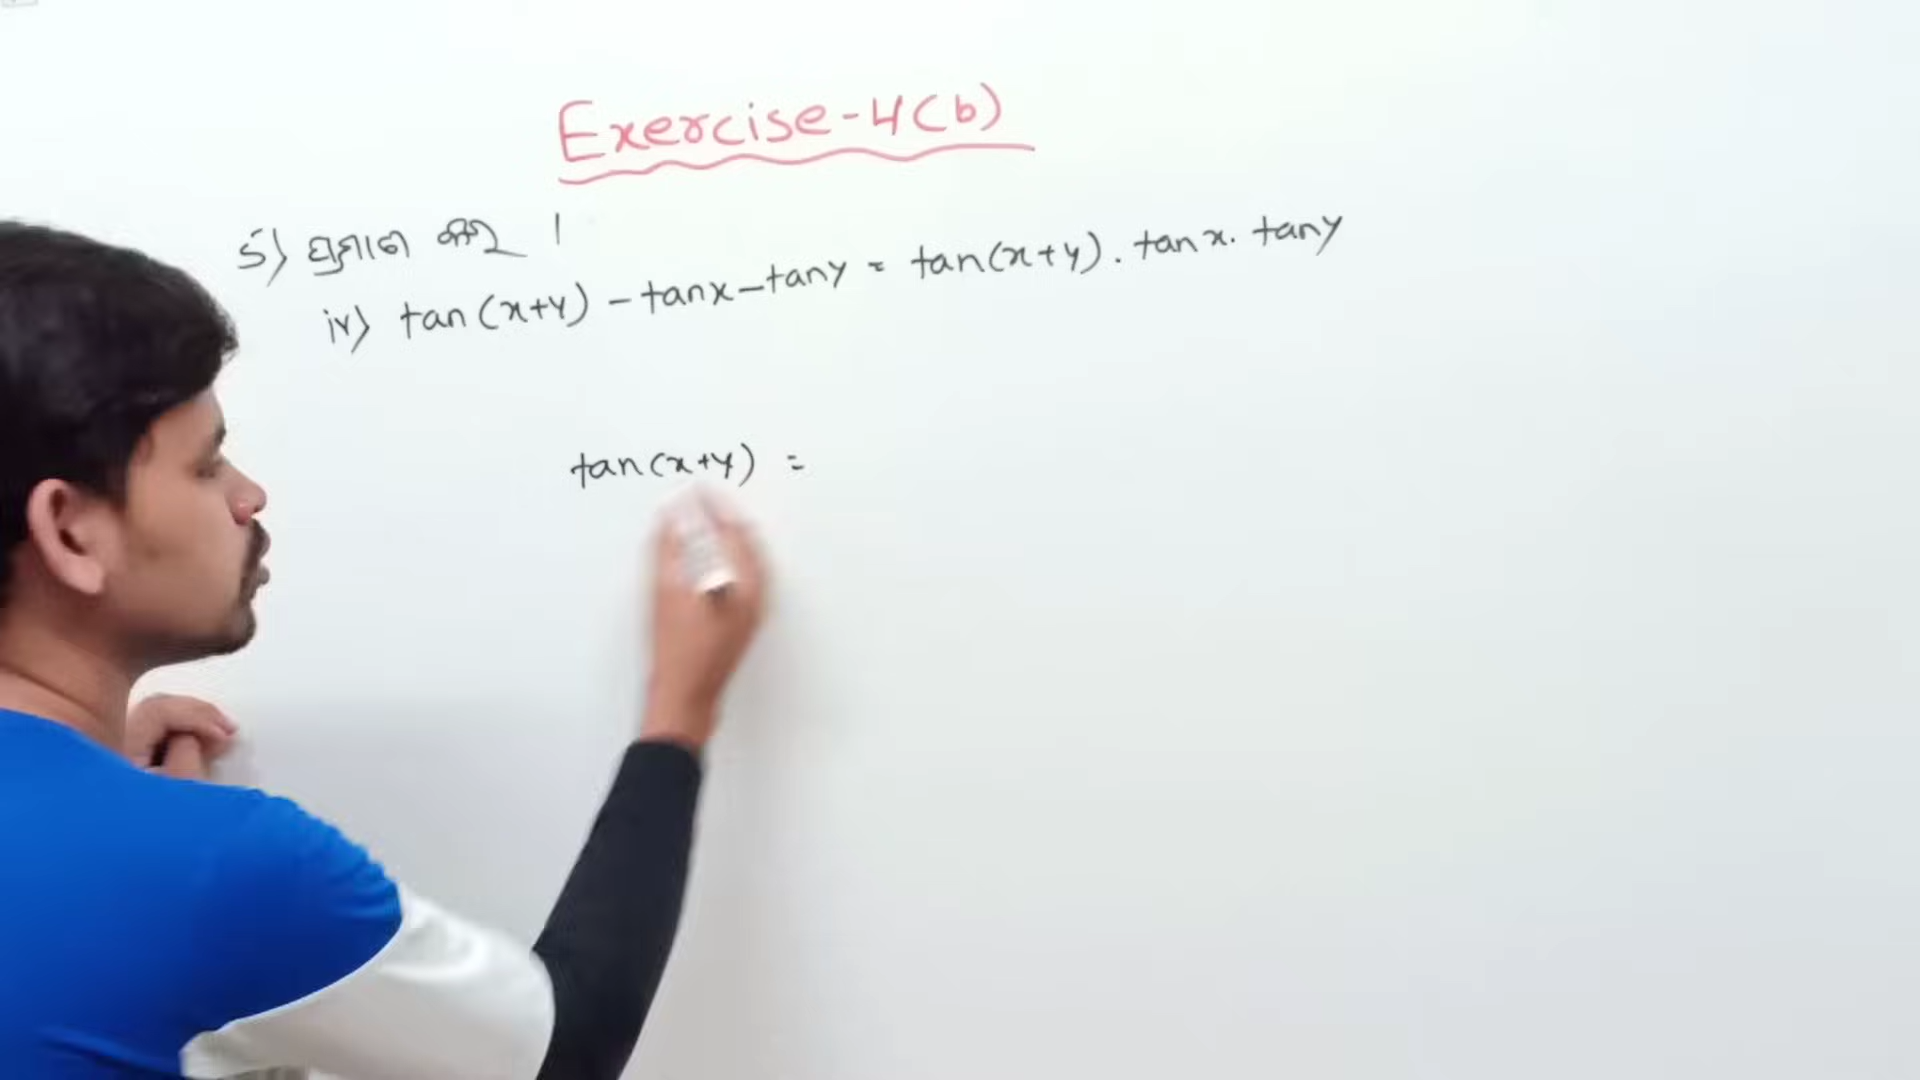 Exercise-4(b)
5) ପ୍ରମାଣ କର ।
iv) tan(x+y) - tanx - tany = tan(x+y). tanx. tany
tan(x+y) =